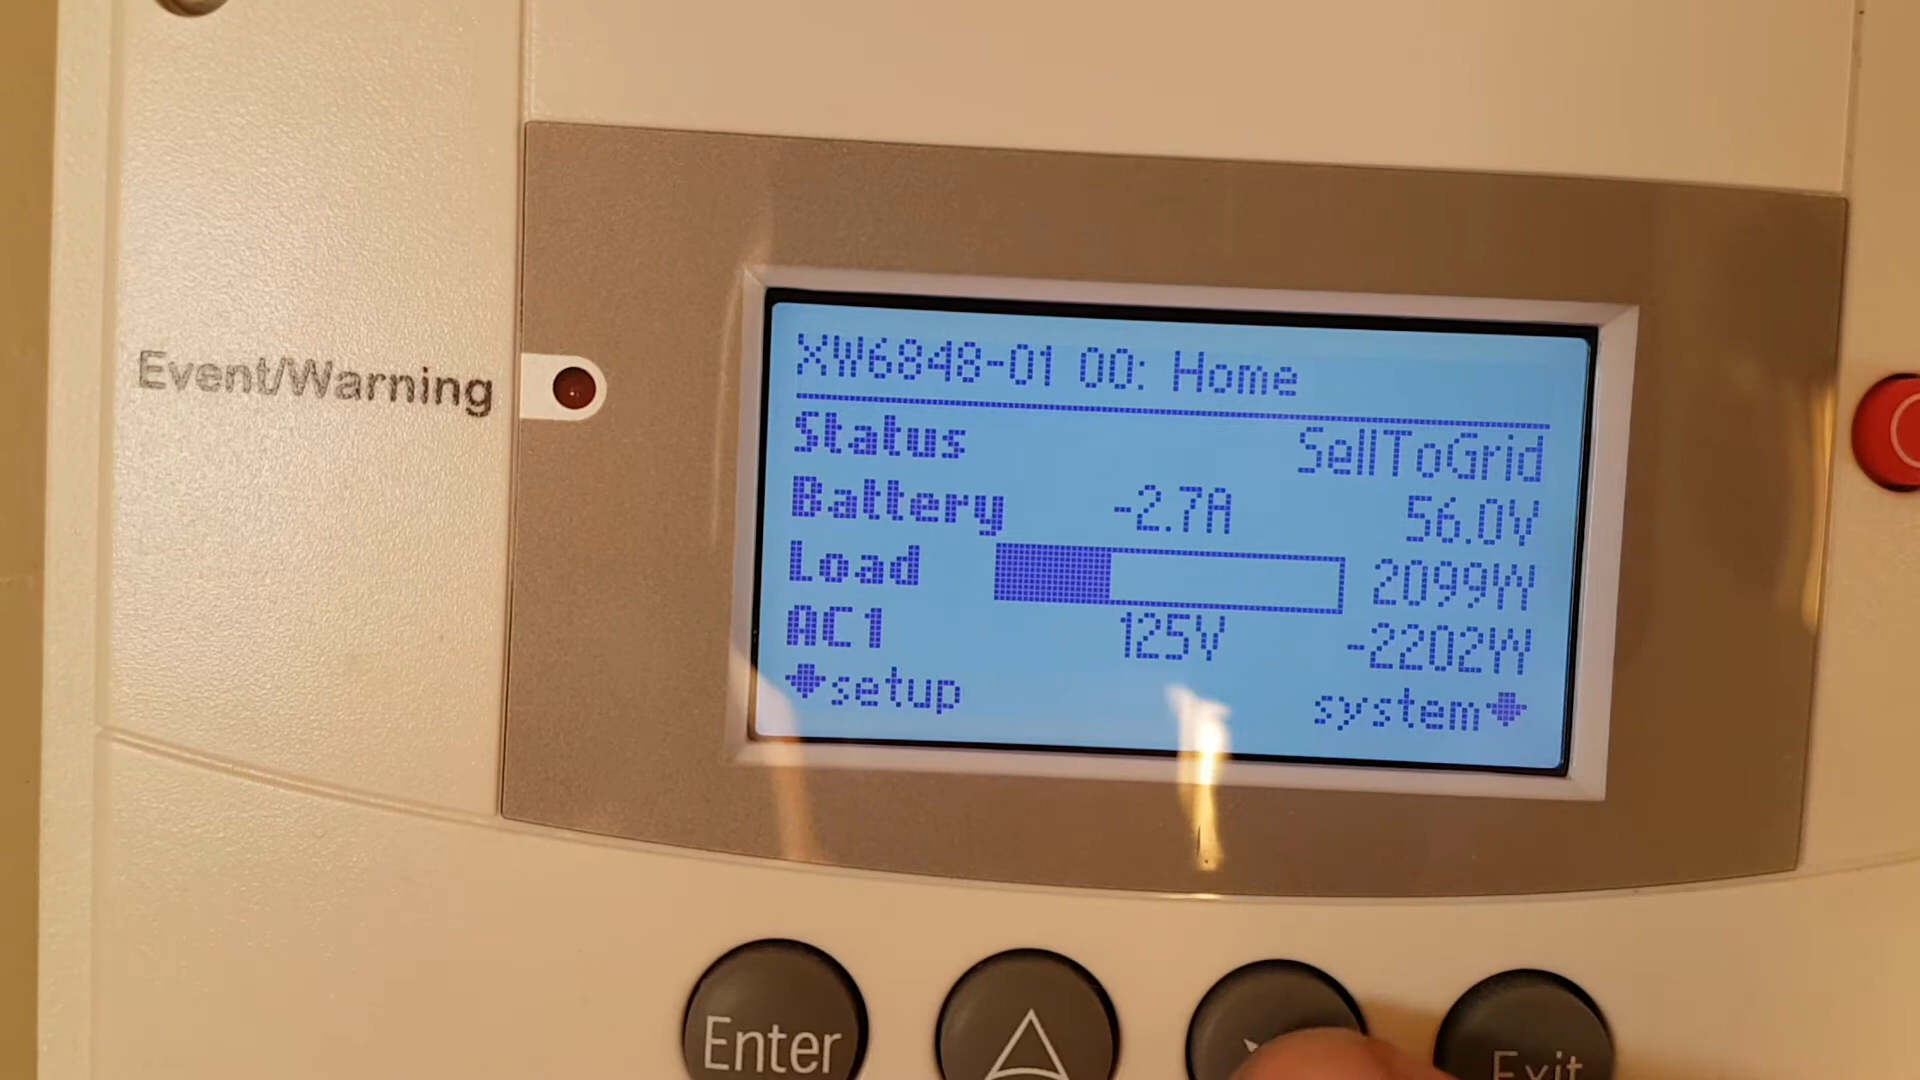 Event/Warning
XW6848-01 00: Home
Status SellToGrid
Battery -2.7A 56.0V
Load 2099W
AC1 125V -2202W
setup system
Enter
Exit